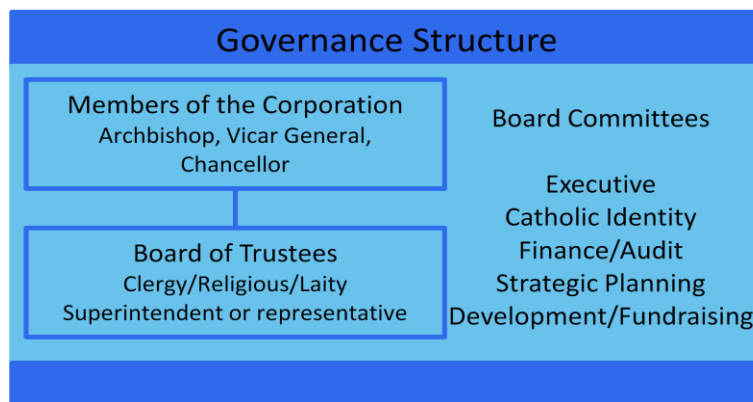 Governance Structure
Members of the Corporation
Archbishop, Vicar General,
Chancellor
Board of Trustees
Clergy/Religious/Laity
Superintendent or representative
Board Committees
Executive
Catholic Identity
Finance/Audit
Strategic Planning
Development/Fundraising